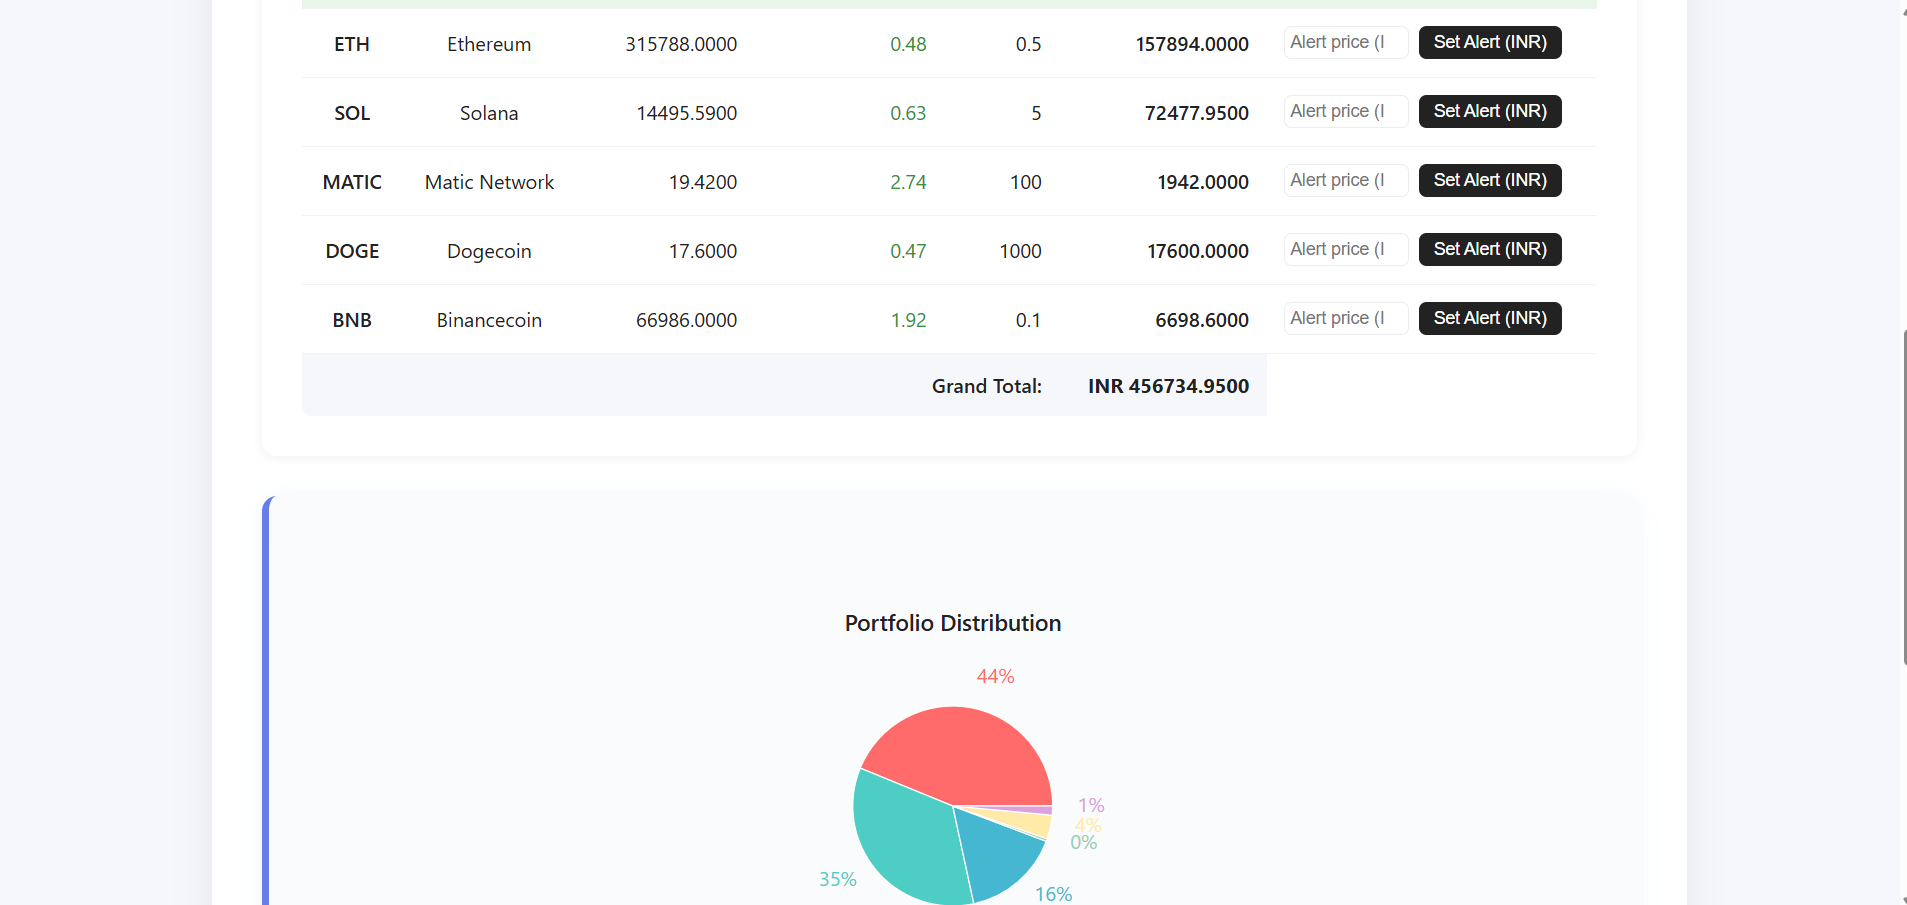 ETH Ethereum 315788.0000 0.48 0.5 157894.0000 Alert price (I Set Alert (INR)
SOL Solana 14495.5900 0.63 5 72477.9500 Alert price (I Set Alert (INR)
MATIC Matic Network 19.4200 2.74 100 1942.0000 Alert price (I Set Alert (INR)
DOGE Dogecoin 17.6000 0.47 1000 17600.0000 Alert price (I Set Alert (INR)
BNB Binancecoin 66986.0000 1.92 0.1 6698.6000 Alert price (I Set Alert (INR)
Grand Total: INR 456734.9500
Portfolio Distribution
44%
1%
4%
0%
35%
16%